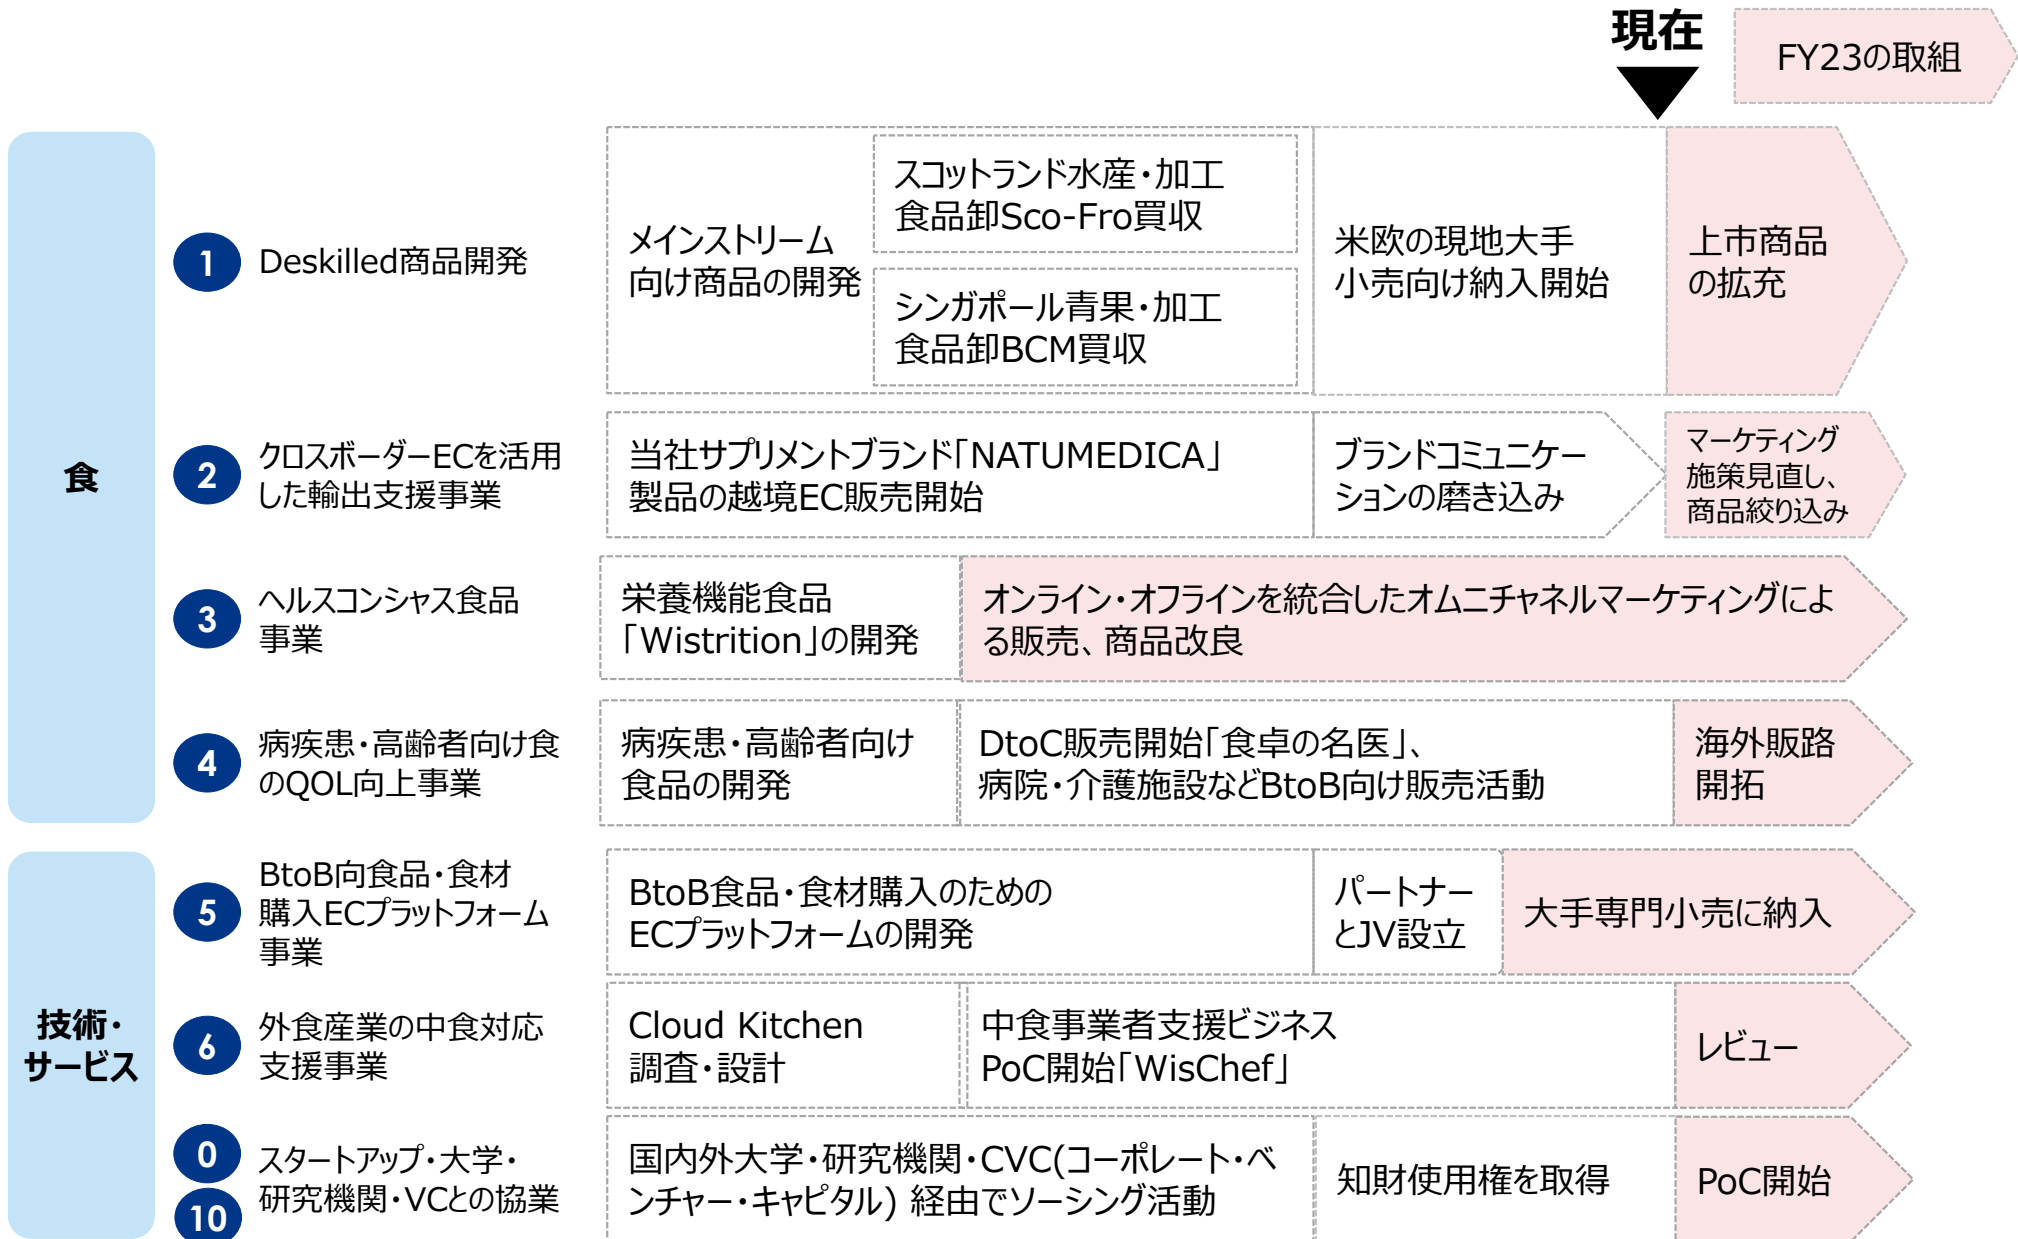 現在
FY23の取組
食
1
Deskilled商品開発
メインストリーム
向け商品の開発
スコットランド水産・加工
食品卸Sco-Fro買収
シンガポール青果・加工
食品卸BCM買収
米欧の現地大手
小売向け納入開始
上市商品
の拡充
2
クロスボーダーECを活用
した輸出支援事業
当社サプリメントブランド「NATUMEDICA」
製品の越境EC販売開始
ブランドコミュニケー
ションの磨き込み
マーケティング
施策見直し、
商品絞り込み
3
ヘルスコンシャス食品
事業
栄養機能食品
「Wistrition」の開発
オンライン・オフラインを統合したオムニチャネルマーケティングによ
る販売、商品改良
4
病疾患・高齢者向け食
のQOL向上事業
病疾患・高齢者向け
食品の開発
DtoC販売開始「食卓の名医」、
病院・介護施設などBtoB向け販売活動
海外販路
開拓
技術・
サービス
5
BtoB向食品・食材
購入ECプラットフォーム
事業
BtoB食品・食材購入のための
ECプラットフォームの開発
パートナー
とJV設立
大手専門小売に納入
6
外食産業の中食対応
支援事業
Cloud Kitchen
調査・設計
中食事業者支援ビジネス
PoC開始「WisChef」
レビュー
0
10
スタートアップ・大学・
研究機関・VCとの協業
国内外大学・研究機関・CVC(コーポレート・ベ
ンチャー・キャピタル) 経由でソーシング活動
知財使用権を取得
PoC開始